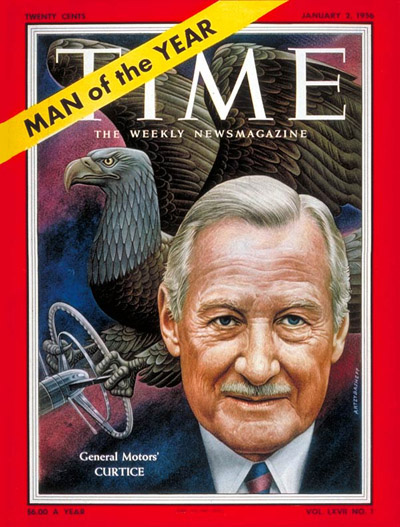 TWENTY CENTS
JANUARY 2, 1956
MAN of the YEAR
TIME
THE WEEKLY NEWSMAGAZINE
General Motors'
CURTICE
ARTZYBASHEFF
$6.00 A YEAR
VOL. LXVII NO. 1